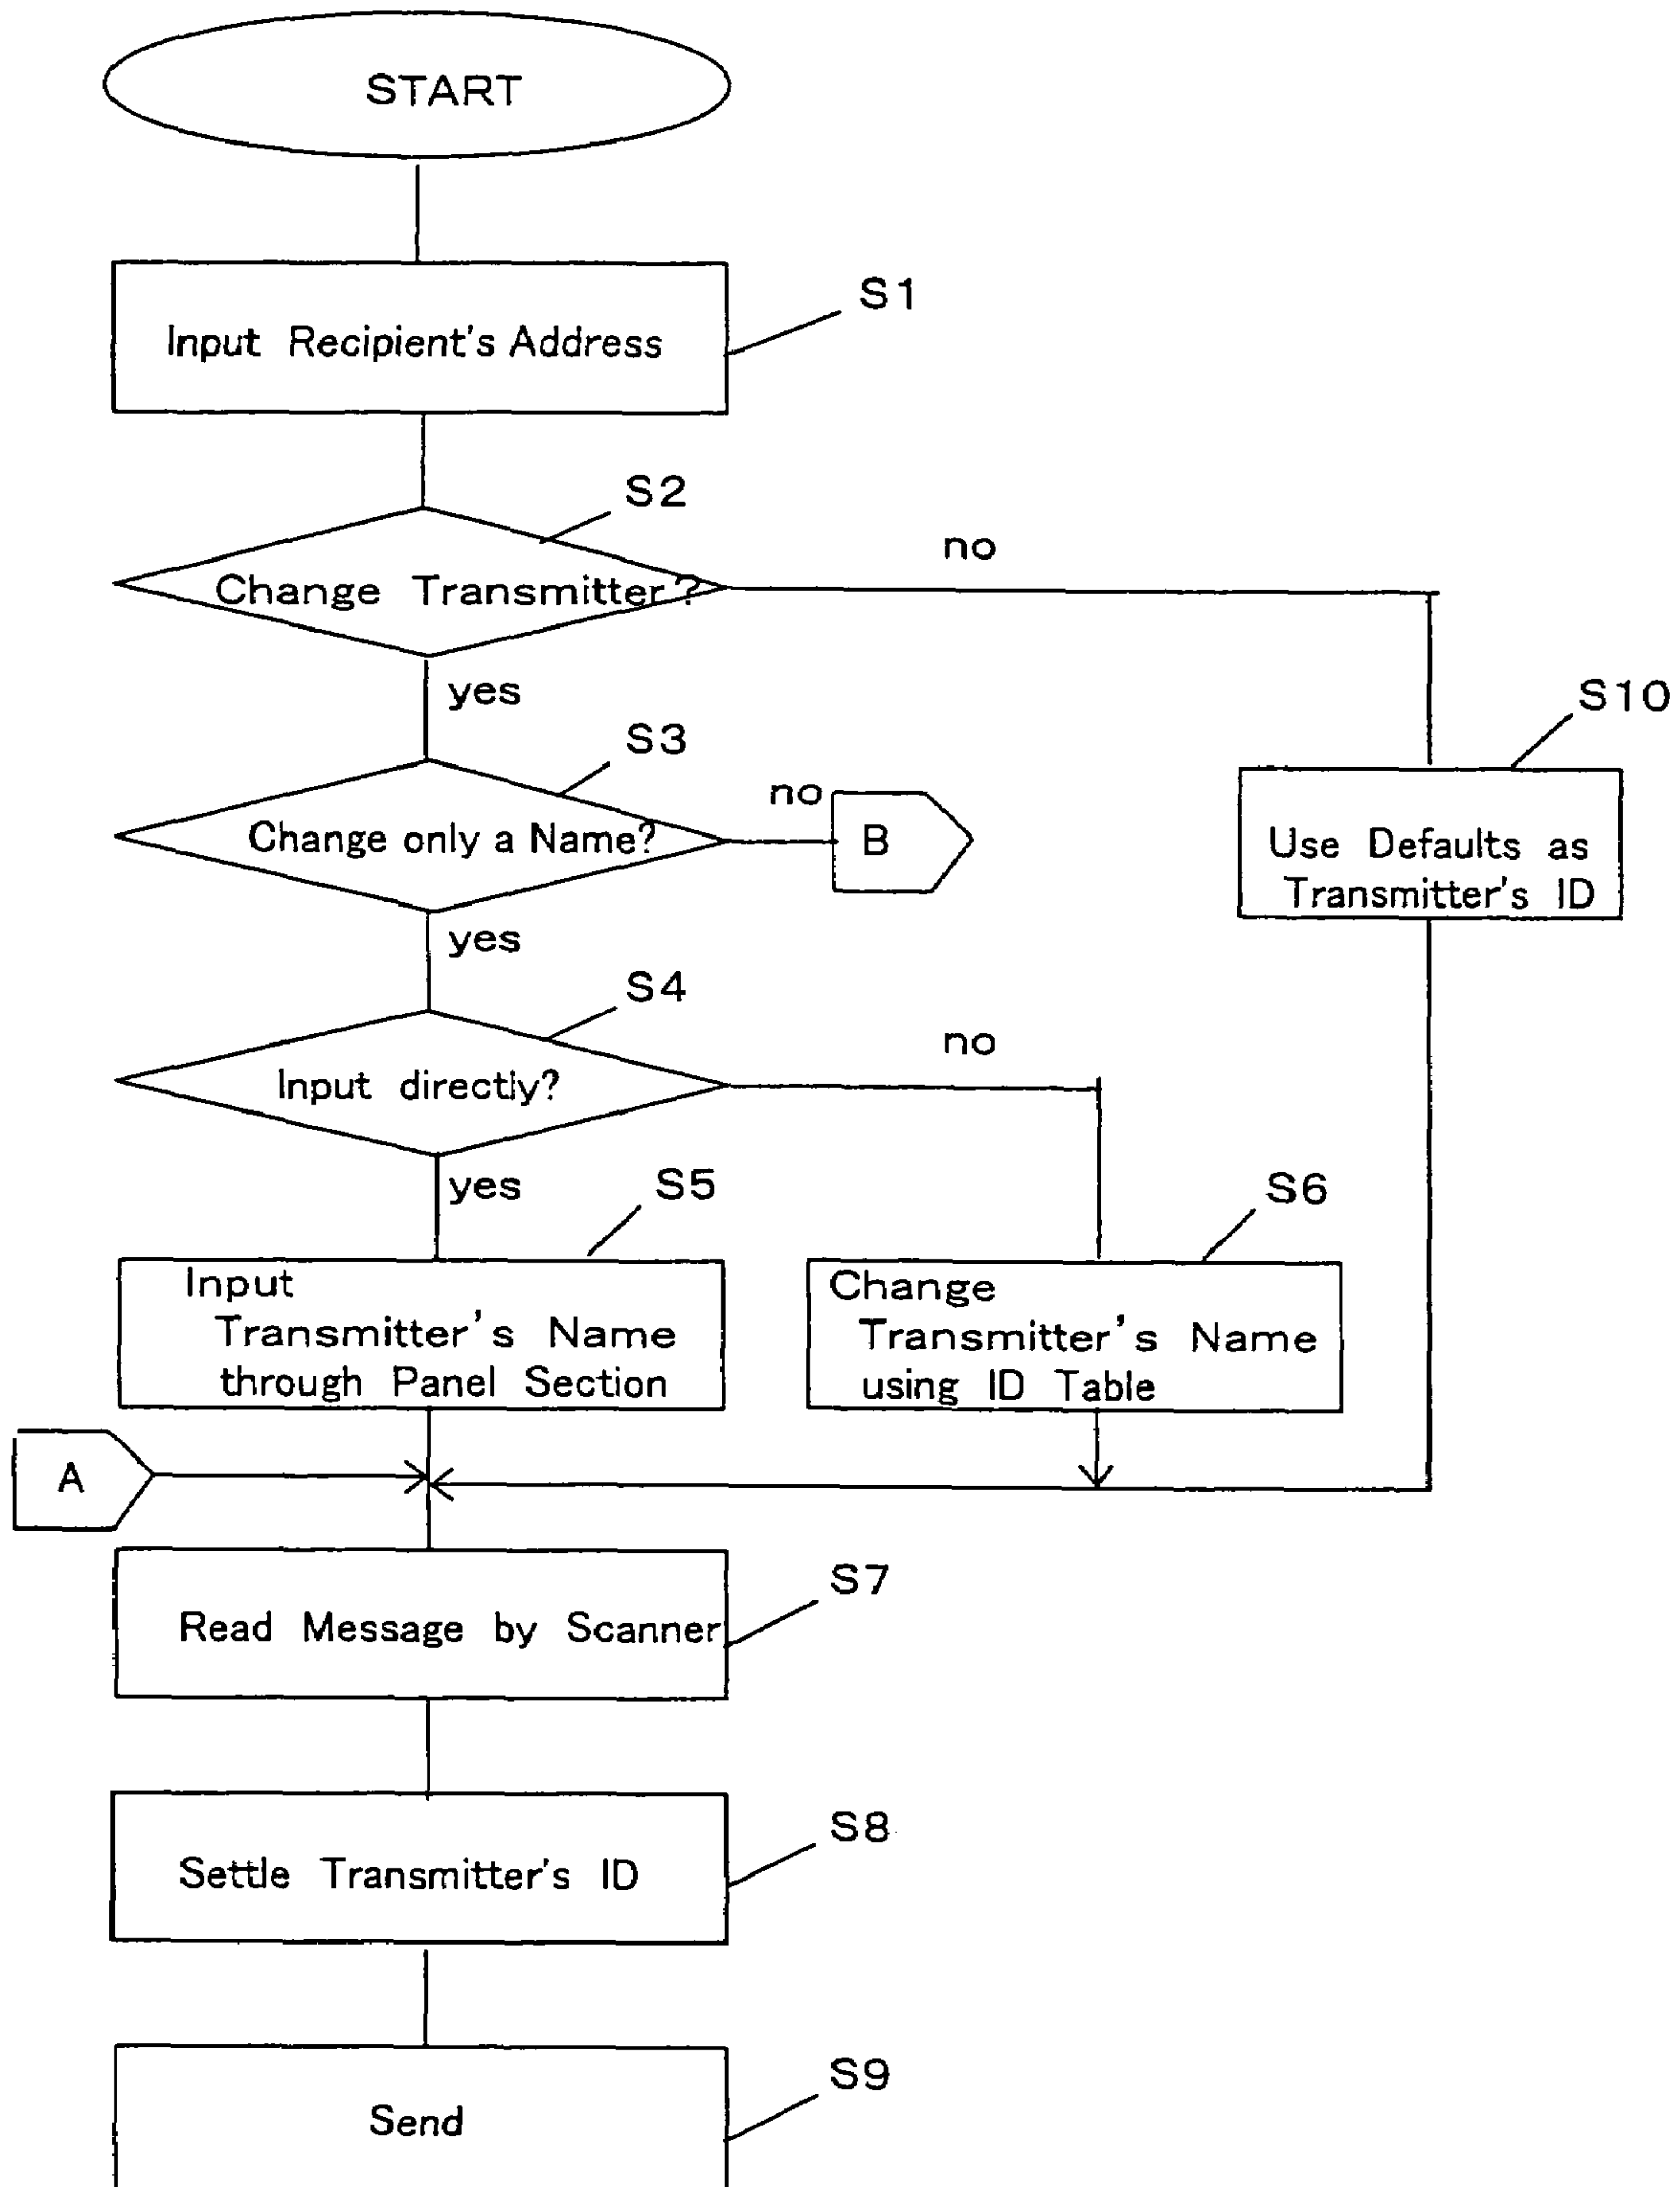 START
Input Recipient's Address
S1
S2
Change Transmitter?
no
yes
S3
Change only a Name?
no
B
S10
Use Defaults as
Transmitter's ID
yes
S4
Input directly?
no
yes
S5
Input
Transmitter's Name
through Panel Section
S6
Change
Transmitter's Name
using ID Table
A
S7
Read Message by Scanner
S8
Settle Transmitter's ID
S9
Send